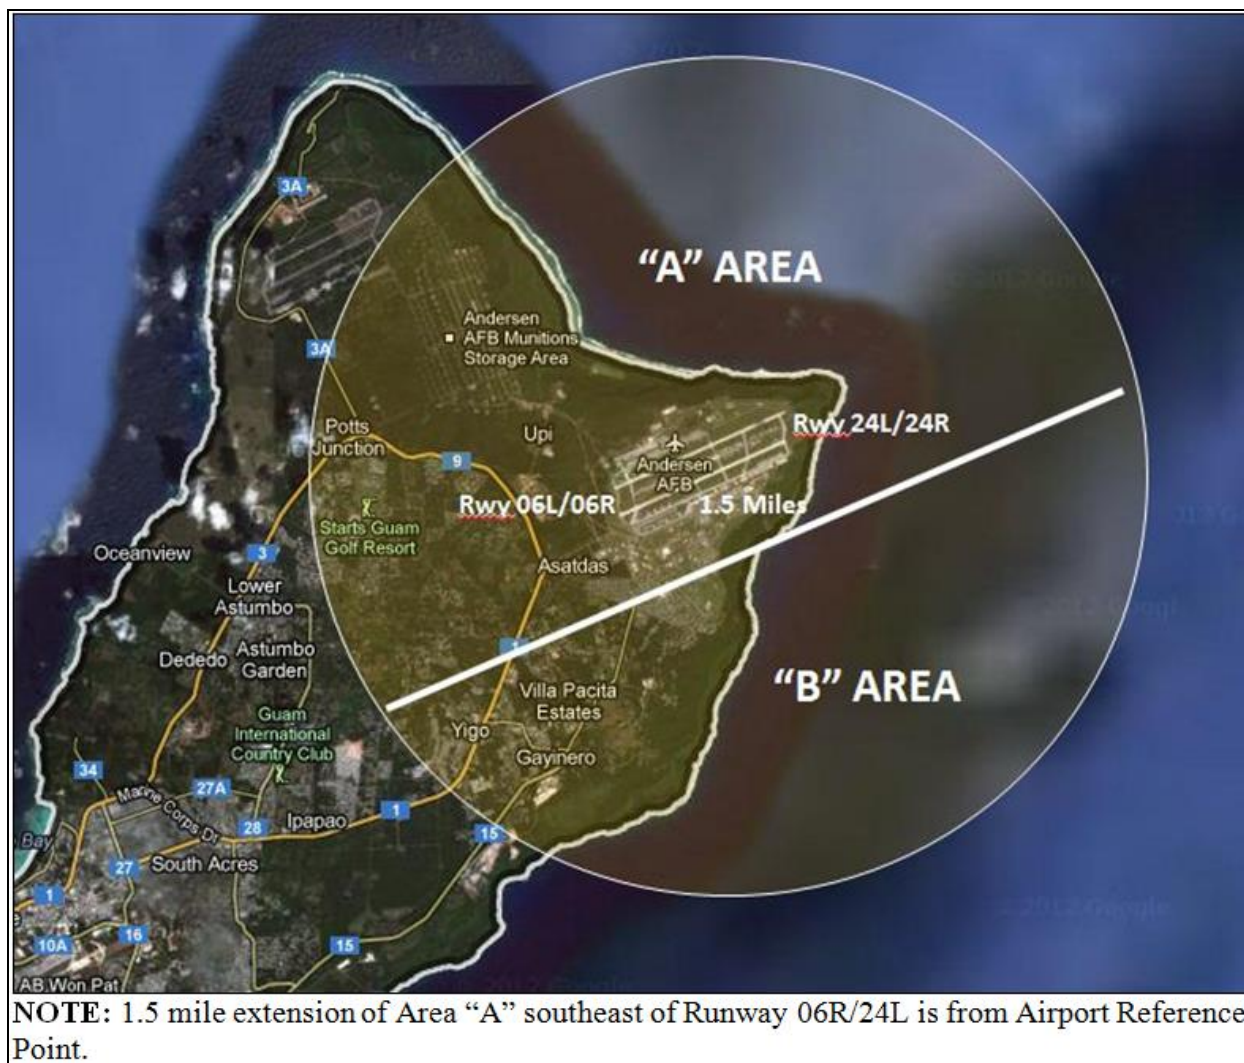 3A
"A" AREA
Andersen
AFB Munitions
Storage Area
3A
Potts
Junction
Upi
Rwy 24L/24R
9
Andersen
AFB
Rwy 06L/06R
1.5 Miles
Starts Guam
Golf Resort
Oceanview
3
Asatdas
Lower
Astumbo
Dededo
Astumbo
Garden
1
"B" AREA
Villa Pacita
Estates
Guam
International
Country Club
Yigo
Gayinero
34
27A
Marine Corps Dr
28
Ipapao
1
15
Bay
27
South Acres
1
10A
16
15
AB.Won Pat
© 2012 Google
NOTE: 1.5 mile extension of Area “A” southeast of Runway 06R/24L is from Airport Reference
Point.